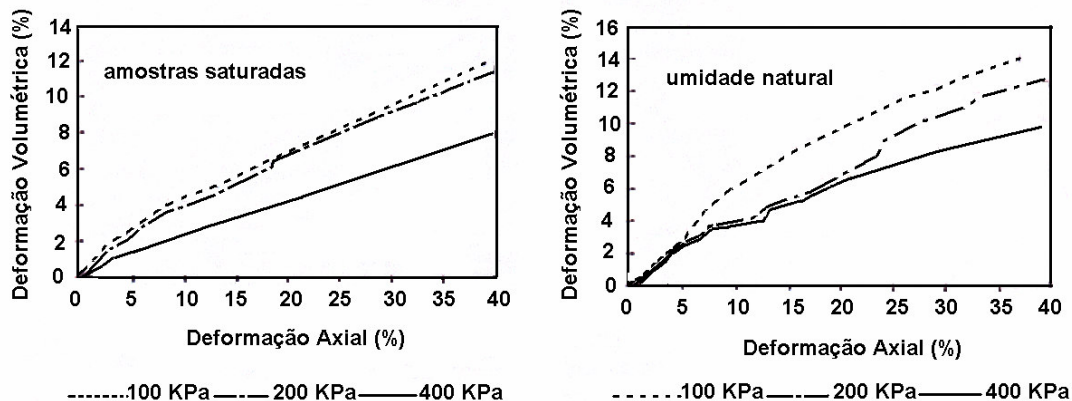 Deformação Volumétrica (%)
14
12
10
8
6
4
2
0
amostras saturadas
0 5 10 15 20 25 30 35 40
Deformação Axial (%)
100 KPa 200 KPa 400 KPa
Deformação Volumétrica (%)
16
14
12
10
8
6
4
2
0
umidade natural
0 5 10 15 20 25 30 35 40
Deformação Axial (%)
100 KPa 200 KPa 400 KPa